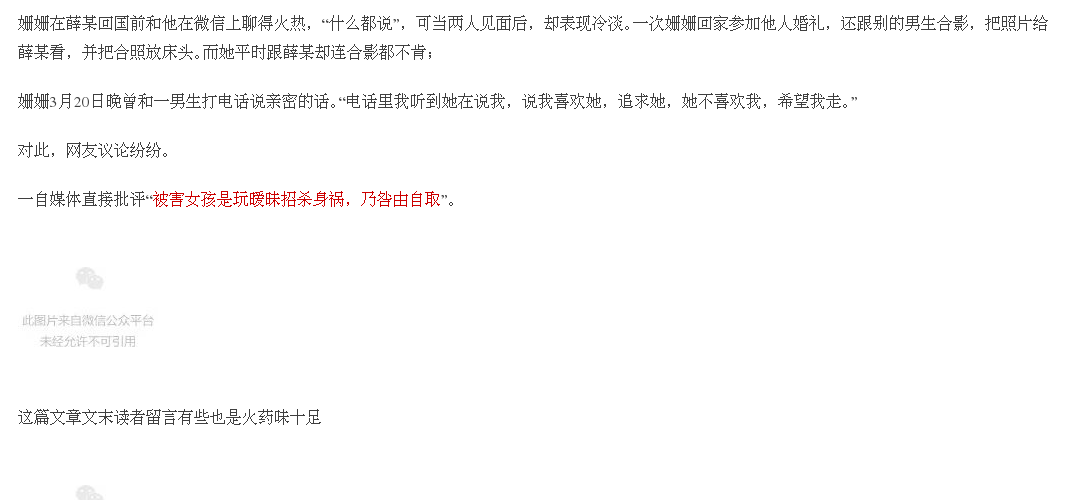 姗姗在薛某回国前和他在微信上聊得火热，“什么都说”，可当两人见面后，却表现冷淡。一次姗姗回家参加他人婚礼，还跟别的男生合影，把照片给
薛某看，并把合照放床头。而她平时跟薛某却连合影都不肯；
姗姗3月20日晚曾和一男生打电话说亲密的话。“电话里我听到她在说我，说我喜欢她，追求她，她不喜欢我，希望我走。”
对此，网友议论纷纷。
一自媒体直接批评“被害女孩是玩暧昧招杀身祸，乃咎由自取”。
此图片来自微信公众平台
未经允许不可引用
这篇文章文末读者留言有些也是火药味十足